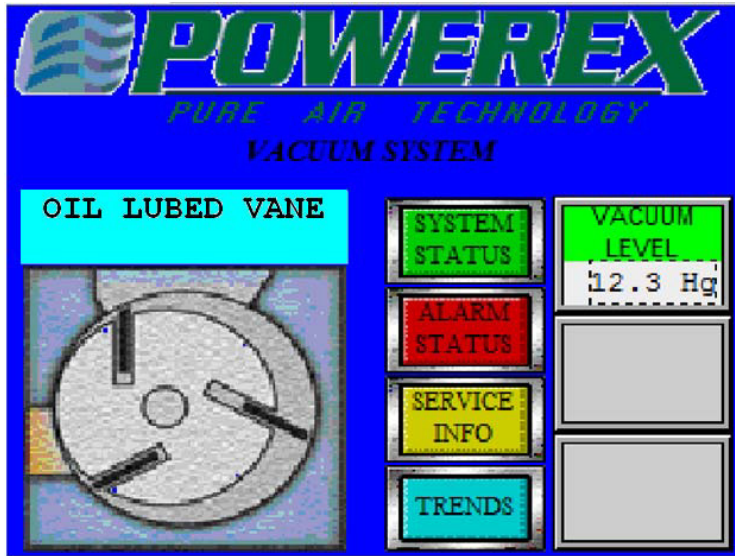 POWEREX
PURE AIR TECHNOLOGY
VACUUM SYSTEM
OIL LUBED VANE
SYSTEM
STATUS
ALARM
STATUS
SERVICE
INFO
TRENDS
VACUUM
LEVEL
12.3 Hg